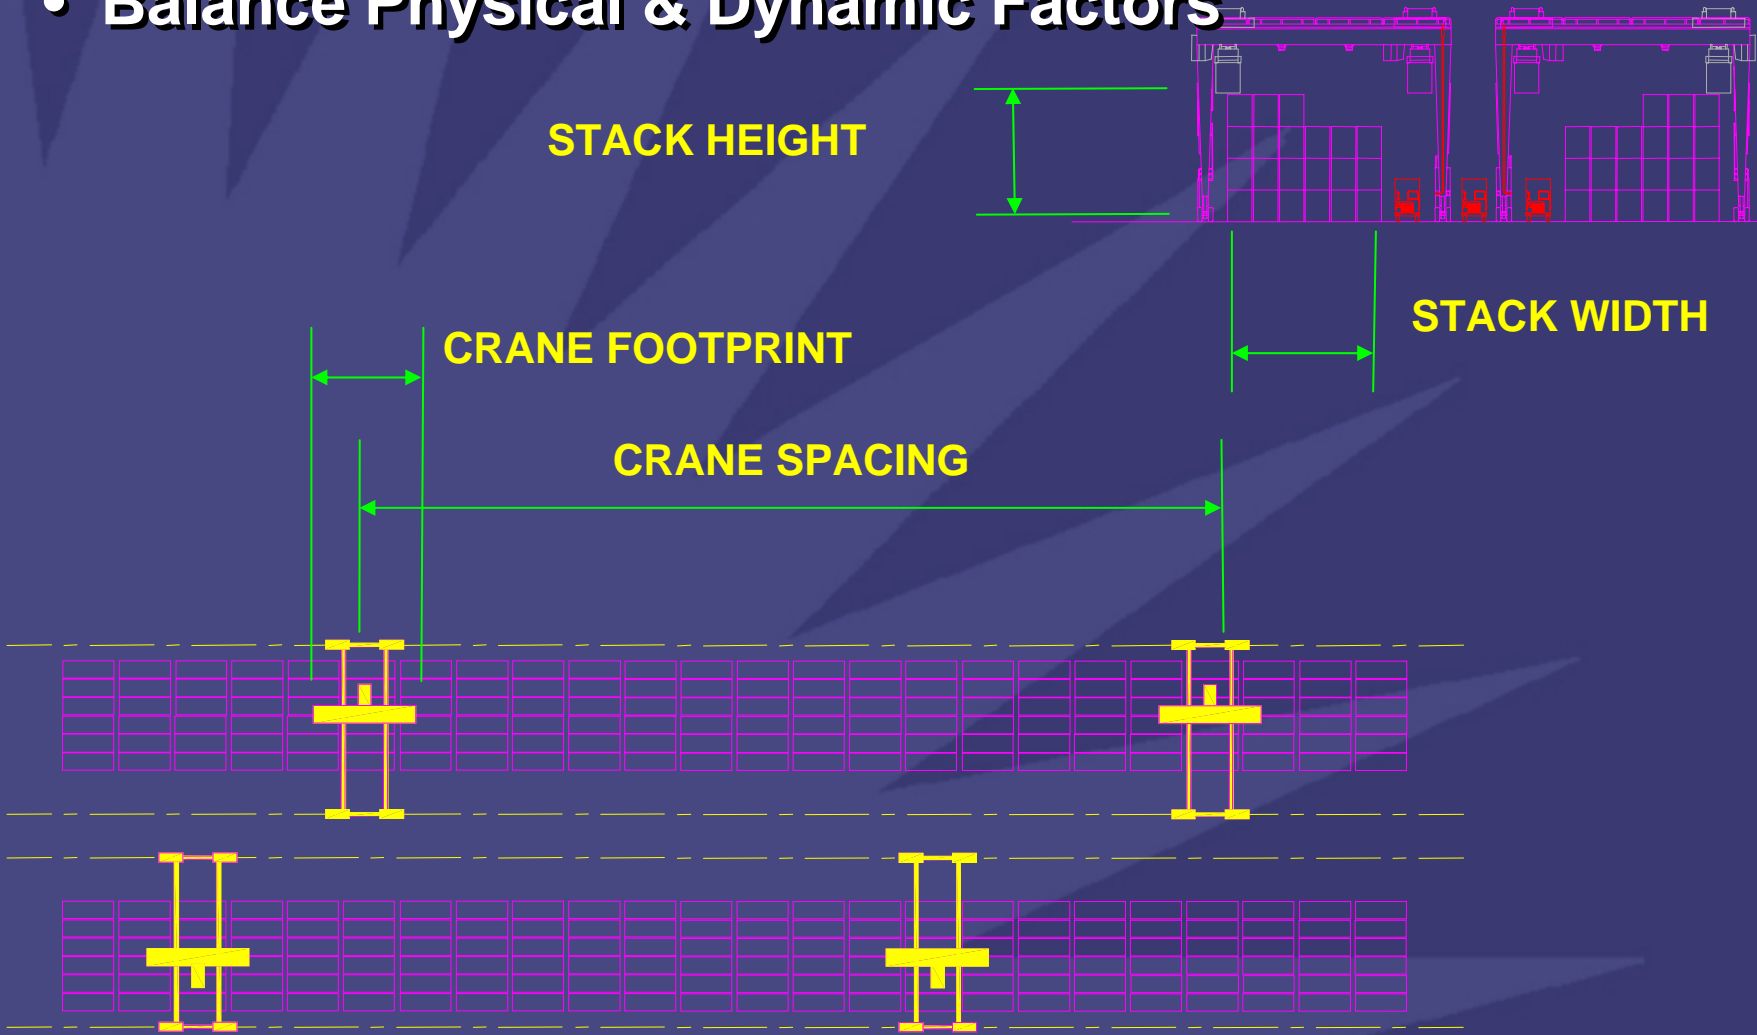 • Balance Physical & Dynamic Factors
STACK HEIGHT
STACK WIDTH
CRANE FOOTPRINT
CRANE SPACING